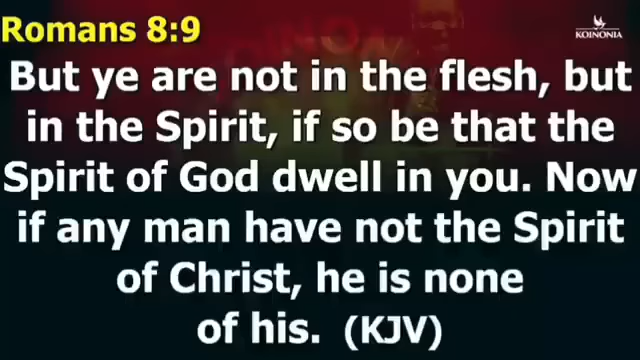 Romans 8:9
KOINONIA
But ye are not in the flesh, but
in the Spirit, if so be that the
Spirit of God dwell in you. Now
if any man have not the Spirit
of Christ, he is none
of his. (KJV)